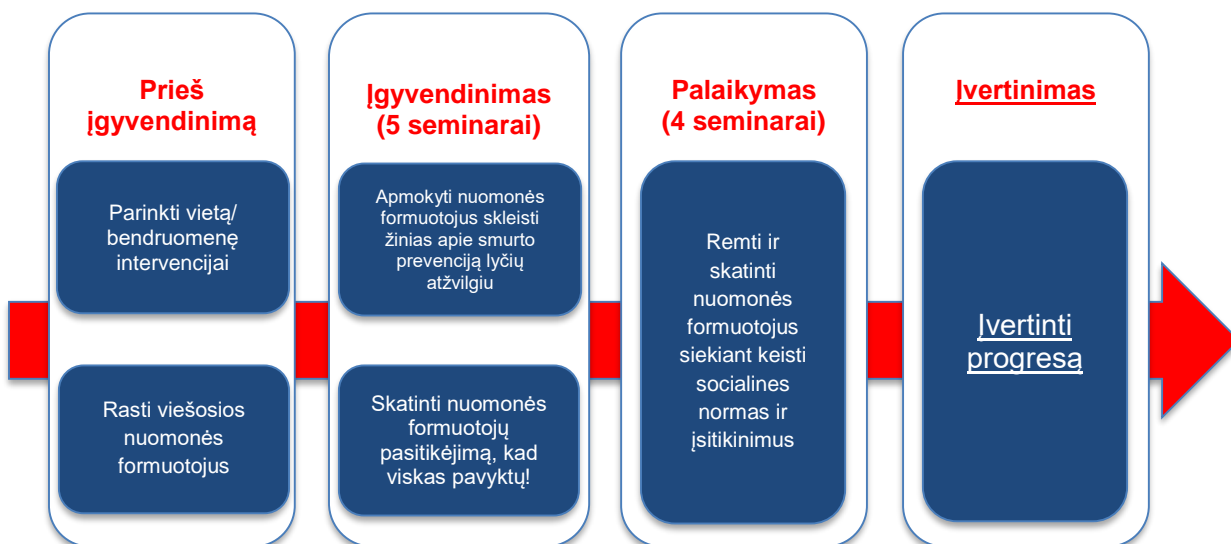 Prieš
įgyvendinimą
Parinkti vietą/
bendruomenę
intervencijai
Rasti viešosios
nuomonės
formuotojus
Įgyvendinimas
(5 seminarai)
Apmokyti nuomonės
formuotojus skleisti
žinias apie smurto
prevenciją lyčių
atžvilgiu
Skatinti nuomonės
formuotojų
pasitikėjimą, kad
viskas pavyktų!
Palaikymas
(4 seminarai)
Remti ir
skatinti
nuomonės
formuotojus
siekiant keisti
socialines
normas ir
įsitikinimus
Įvertinimas
Įvertinti
progresą